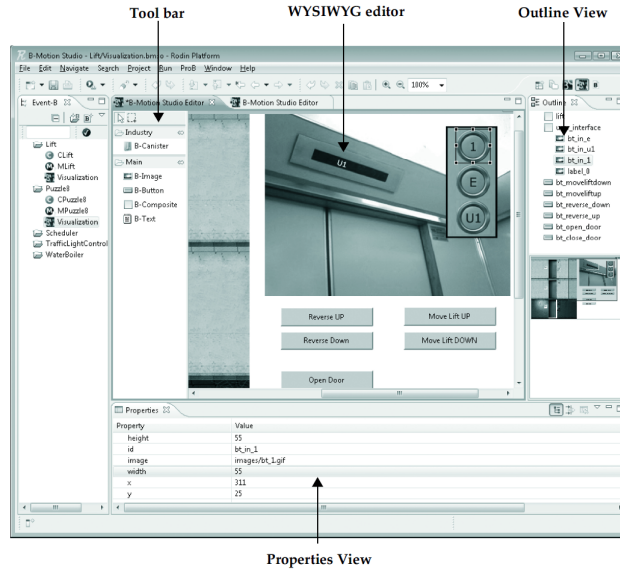 Tool bar
WYSIWYG editor
Outline View
B-Motion Studio - Lift/Visualization.bmso - Rodin Platform
File Edit Navigate Search Project Run ProB Window Help
100%
Event-B
*B-Motion Studio Editor
B-Motion Studio Editor
Outline
Lift
CLift
MLift
Visualization
Puzzle8
CPuzzle8
MPuzzle8
Visualization
Scheduler
TrafficLightControl
WaterBoiler
Industry
B-Canister
Main
B-Image
B-Button
B-Composite
B-Text
U1
1
E
U1
Reverse UP
Move Lift UP
Reverse Down
Move Lift DOWN
Open Door
lift
bt_in_e
bt_in_u1
bt_in_1
label_0
bt_moveliftdown
bt_moveliftup
bt_reverse_down
bt_reverse_up
bt_open_door
bt_close_door
Properties
Property Value
height 55
id bt_in_1
image images/bt_1.gif
width 55
x 311
y 25
Properties View